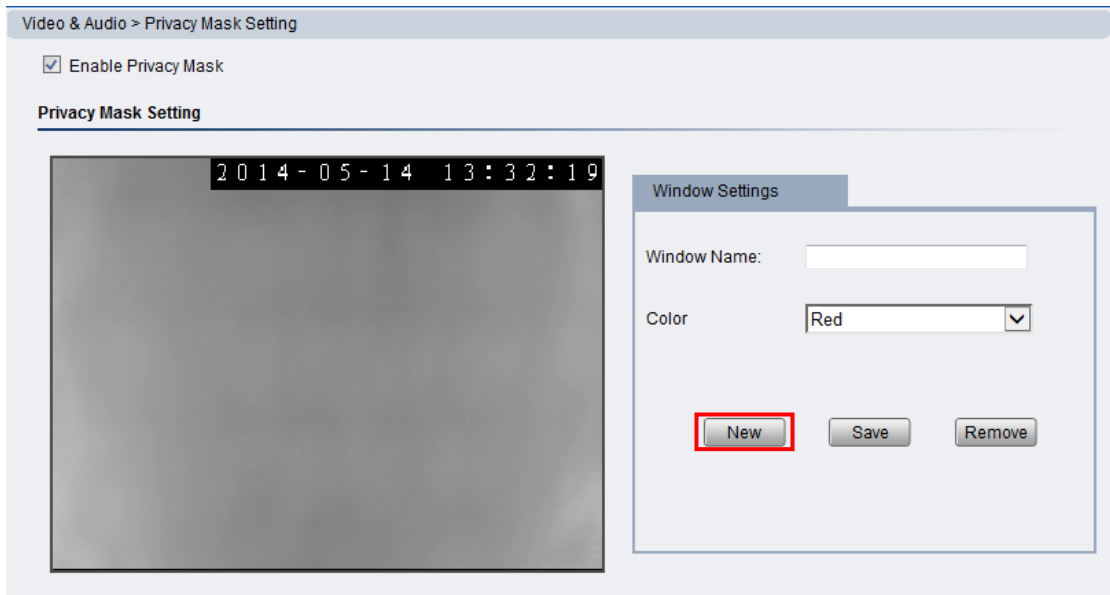 Video & Audio > Privacy Mask Setting
Enable Privacy Mask
Privacy Mask Setting
2014-05-14 13:32:19
Window Settings
Window Name:
Color Red
New Save Remove